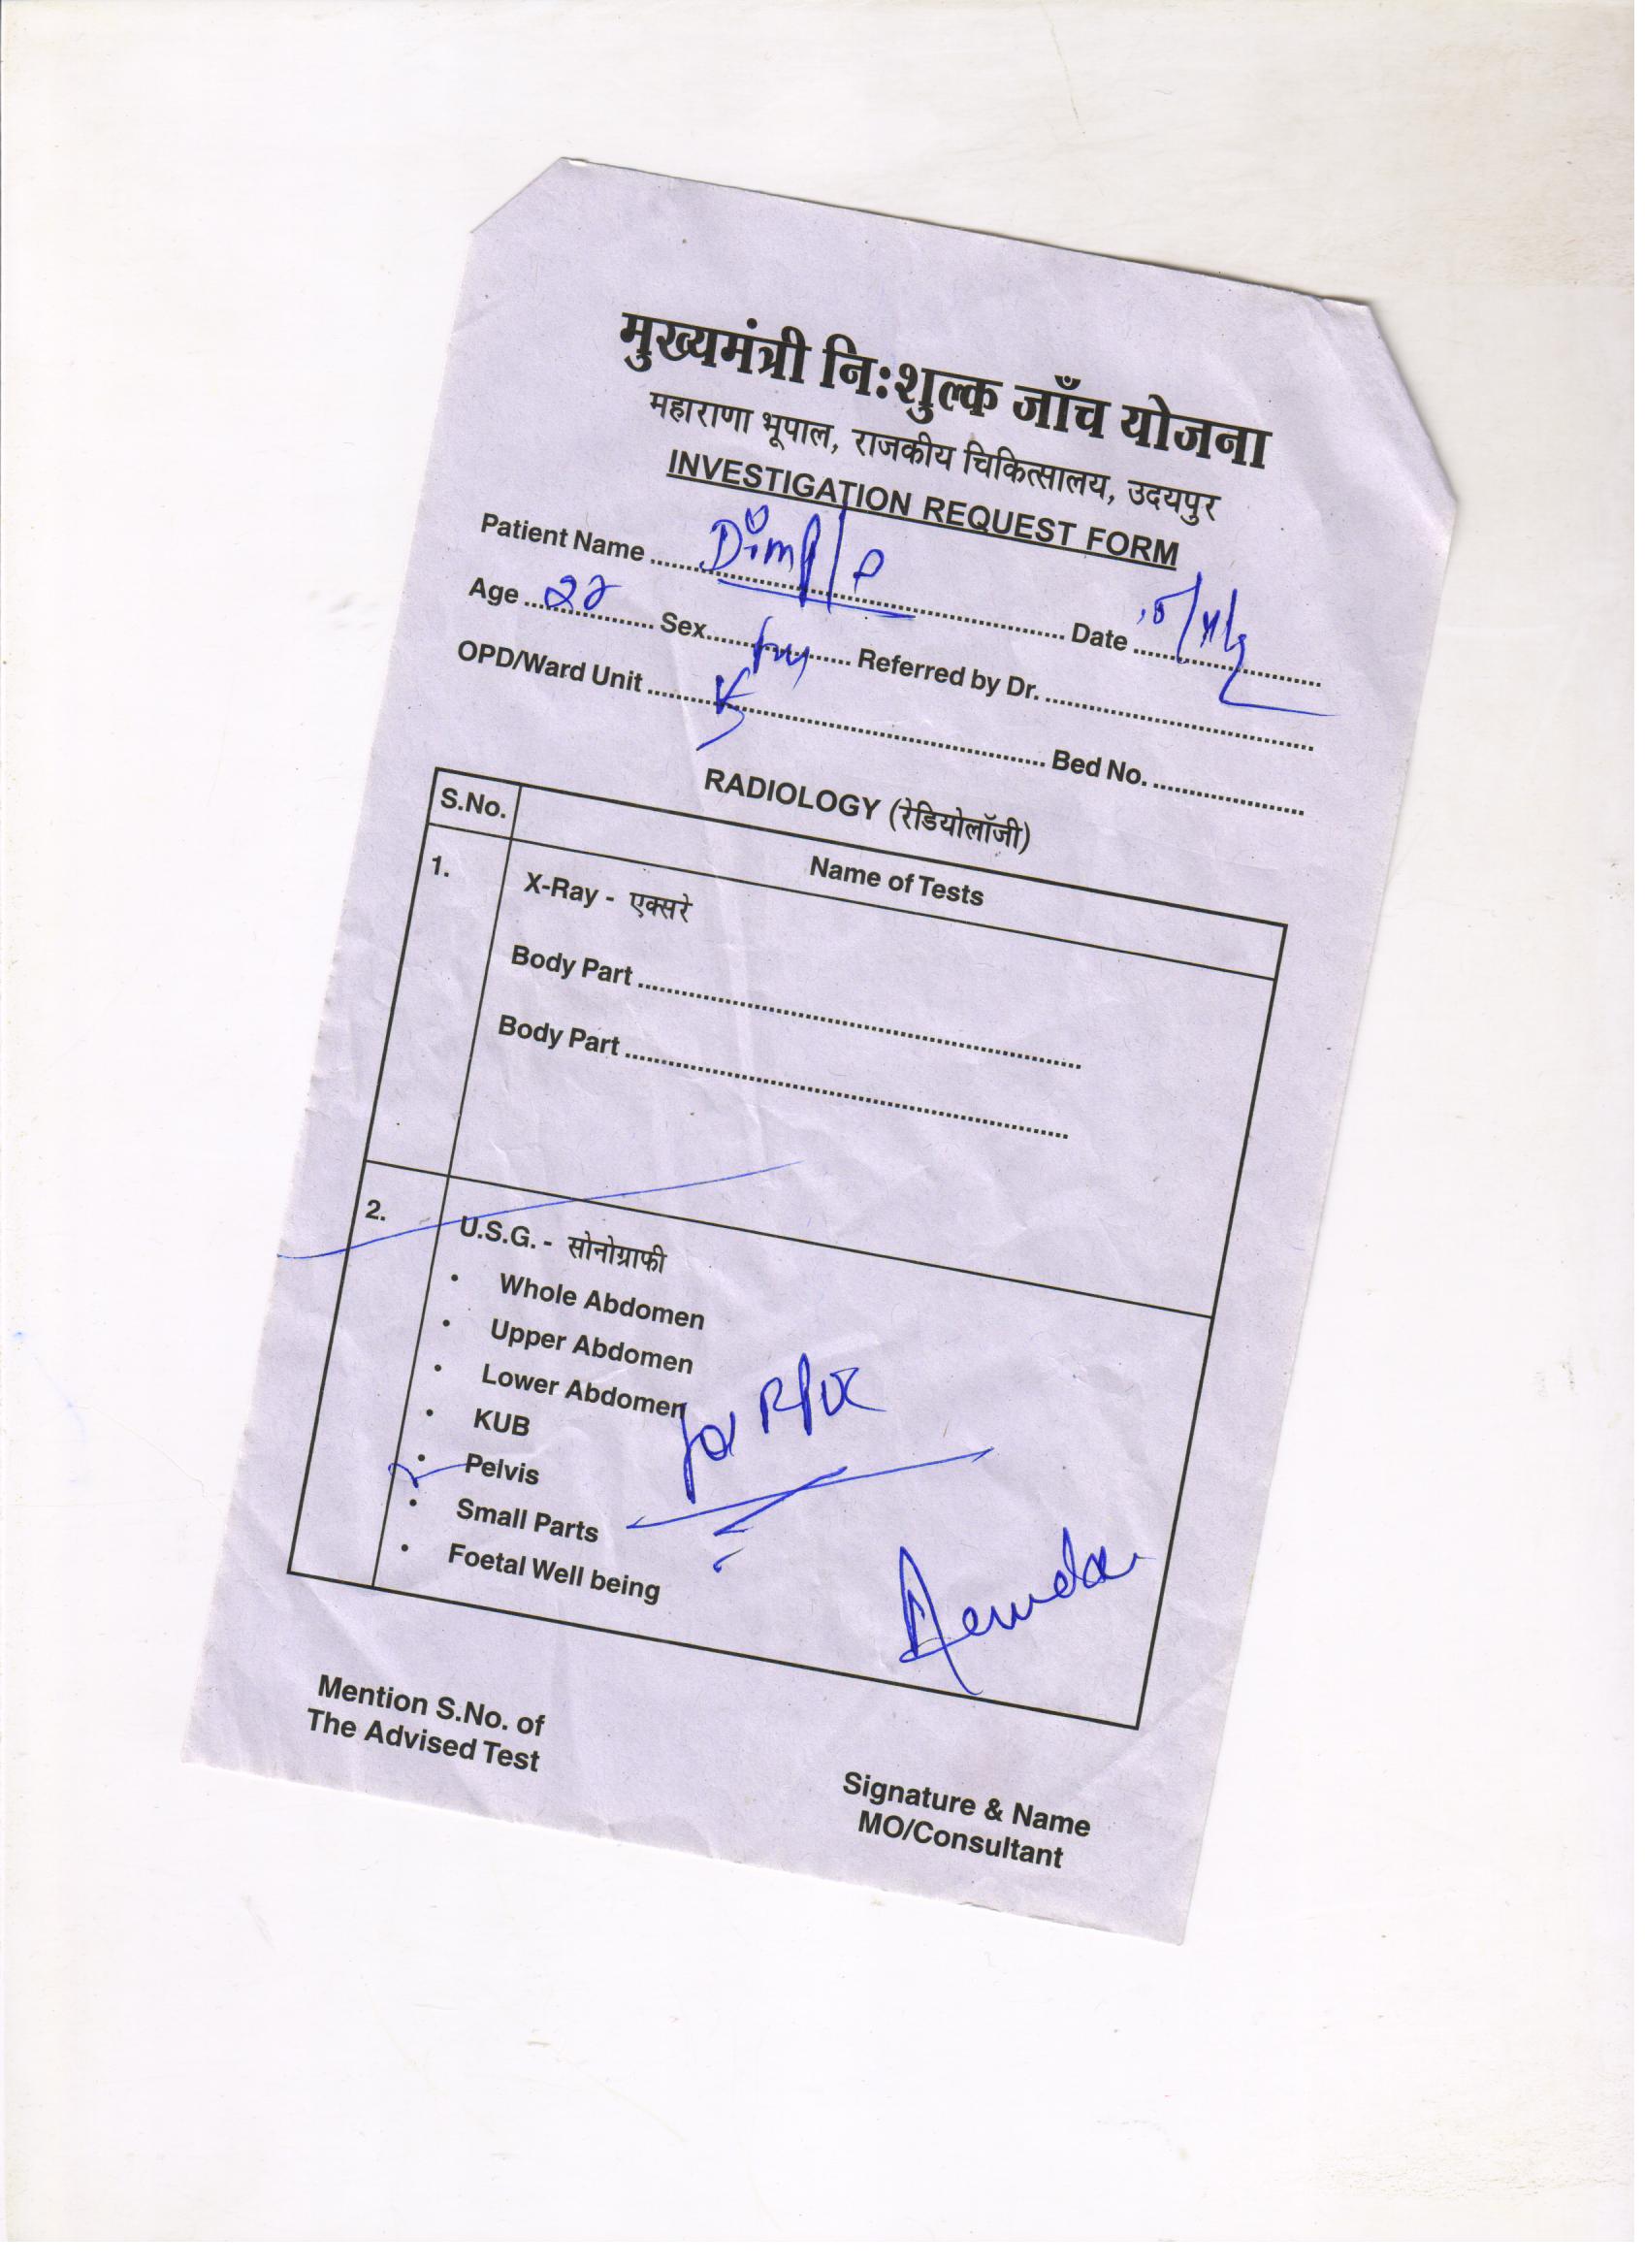 मुख्यमंत्री नि:शुल्क जाँच योजना
महाराणा भूपाल, राजकीय चिकित्सालय, उदयपुर
INVESTIGATION REQUEST FORM
Patient Name Dimple Date
Age Sex Referred by Dr.
OPD/Ward Unit Bed No.
RADIOLOGY (रेडियोलॉजी)
S.No. Name of Tests
1. X-Ray - एक्सरे
Body Part
Body Part
2. U.S.G. - सोनोग्राफी
• Whole Abdomen
• Upper Abdomen
• Lower Abdomen
• KUB
• Pelvis
• Small Parts
• Foetal Well being
for
Mention S.No. of
The Advised Test
Signature & Name
MO/Consultant